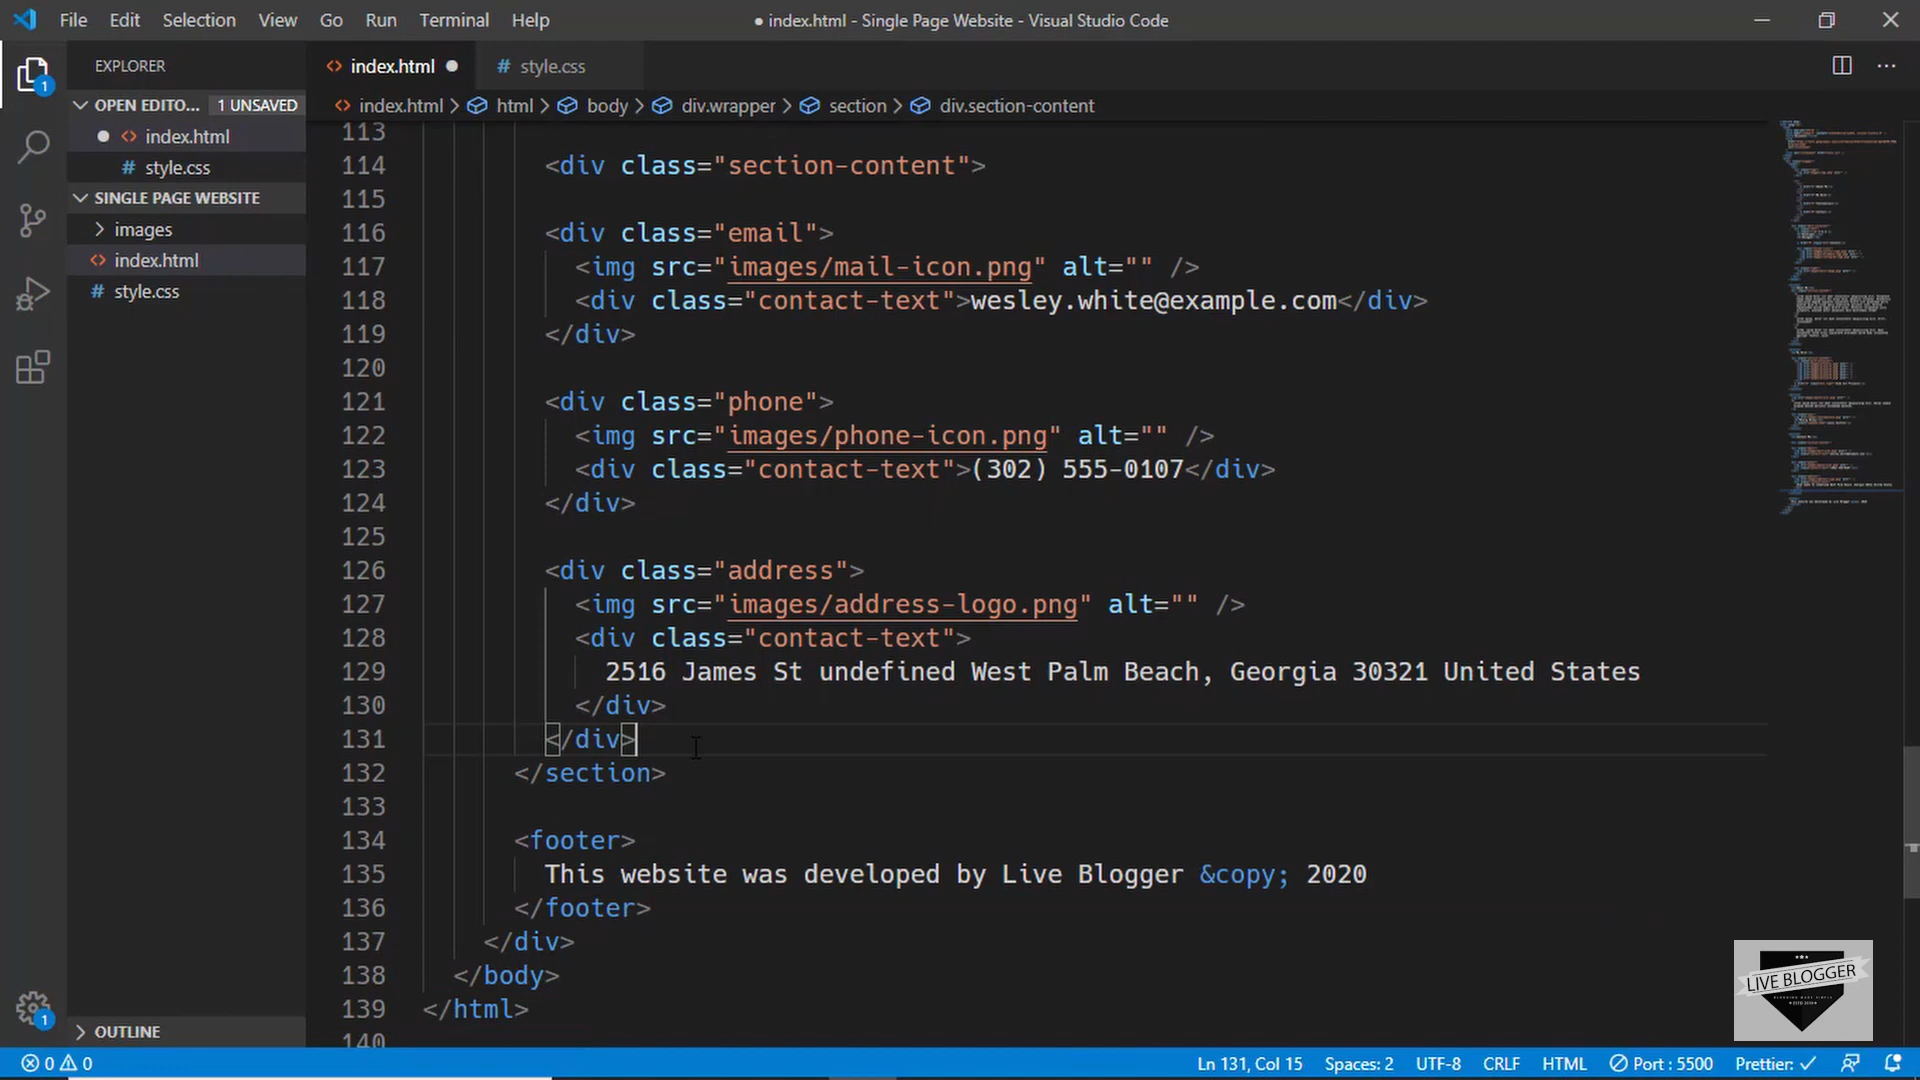 File Edit Selection View Go Run Terminal Help
● index.html - Single Page Website - Visual Studio Code
EXPLORER
OPEN EDITO... 1 UNSAVED
index.html
style.css
SINGLE PAGE WEBSITE
images
index.html
style.css
OUTLINE
1
1
index.html
style.css
index.html > html > body > div.wrapper > section > div.section-content
113
114 <div class="section-content">
115
116 <div class="email">
117 <img src="images/mail-icon.png" alt="" />
118 <div class="contact-text">wesley.white@example.com</div>
119 </div>
120
121 <div class="phone">
122 <img src="images/phone-icon.png" alt="" />
123 <div class="contact-text">(302) 555-0107</div>
124 </div>
125
126 <div class="address">
127 <img src="images/address-logo.png" alt="" />
128 <div class="contact-text">
129 2516 James St undefined West Palm Beach, Georgia 30321 United States
130 </div>
131 </div>
132 </section>
133
134 <footer>
135 This website was developed by Live Blogger &copy; 2020
136 </footer>
137 </div>
138 </body>
139 </html>
140
LIVE BLOGGER
0 0
Ln 131, Col 15 Spaces: 2 UTF-8 CRLF HTML Port : 5500 Prettier: ✓